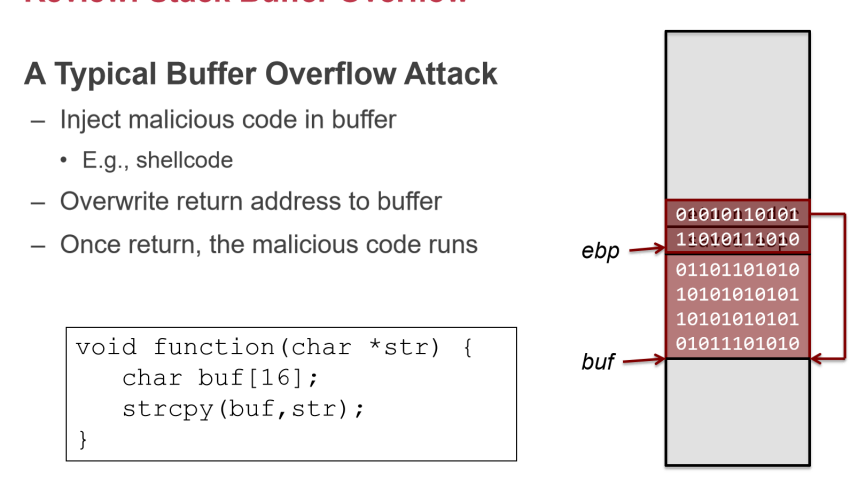 A Typical Buffer Overflow Attack
– Inject malicious code in buffer
• E.g., shellcode
– Overwrite return address to buffer
– Once return, the malicious code runs
void function(char *str) {
char buf[16];
strcpy(buf,str);
}
01010110101
11010111010
ebp
01101101010
10101010101
10101010101
01011101010
buf